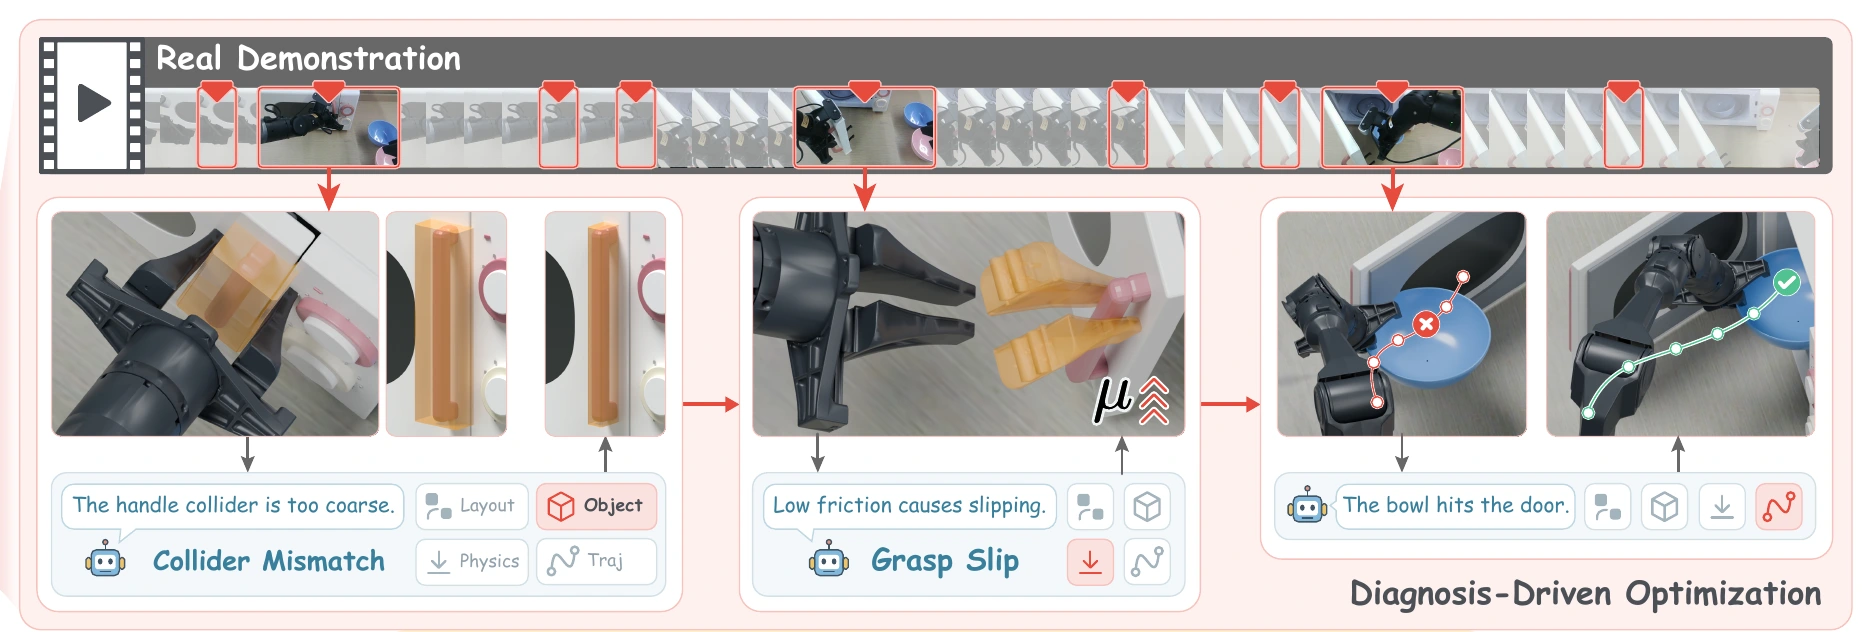 Real Demonstration
The handle collider is too coarse.
Layout
Object
Collider Mismatch
Physics
Traj
μ
Low friction causes slipping.
Grasp Slip
The bowl hits the door.
Diagnosis-Driven Optimization